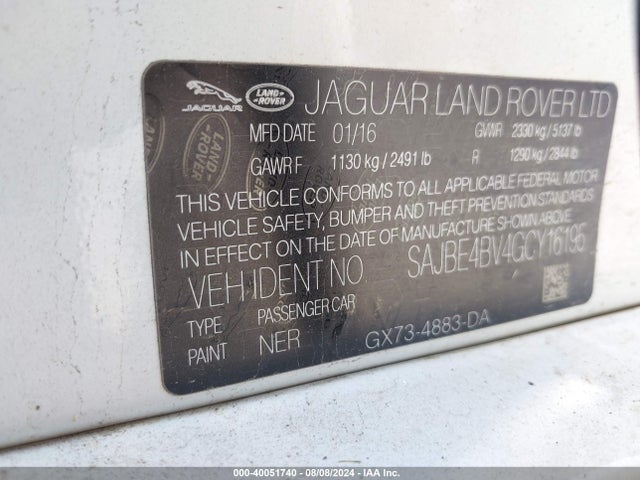 JAGUAR LAND-ROVER JAGUAR LAND ROVER LTD
MFD DATE 01/16 GVWR 2330 kg / 5137 lb
GAWR F 1130 kg / 2491 lb R 1290 kg / 2844 lb
THIS VEHICLE CONFORMS TO ALL APPLICABLE FEDERAL MOTOR
VEHICLE SAFETY, BUMPER AND THEFT PREVENTION STANDARDS
IN EFFECT ON THE DATE OF MANUFACTURE SHOWN ABOVE.
VEH IDENT NO. SAJBE4BV4GCY16195
TYPE PASSENGER CAR
PAINT NER GX73-4883-DA
000-40051740 - 08/08/2024 - IAA Inc.